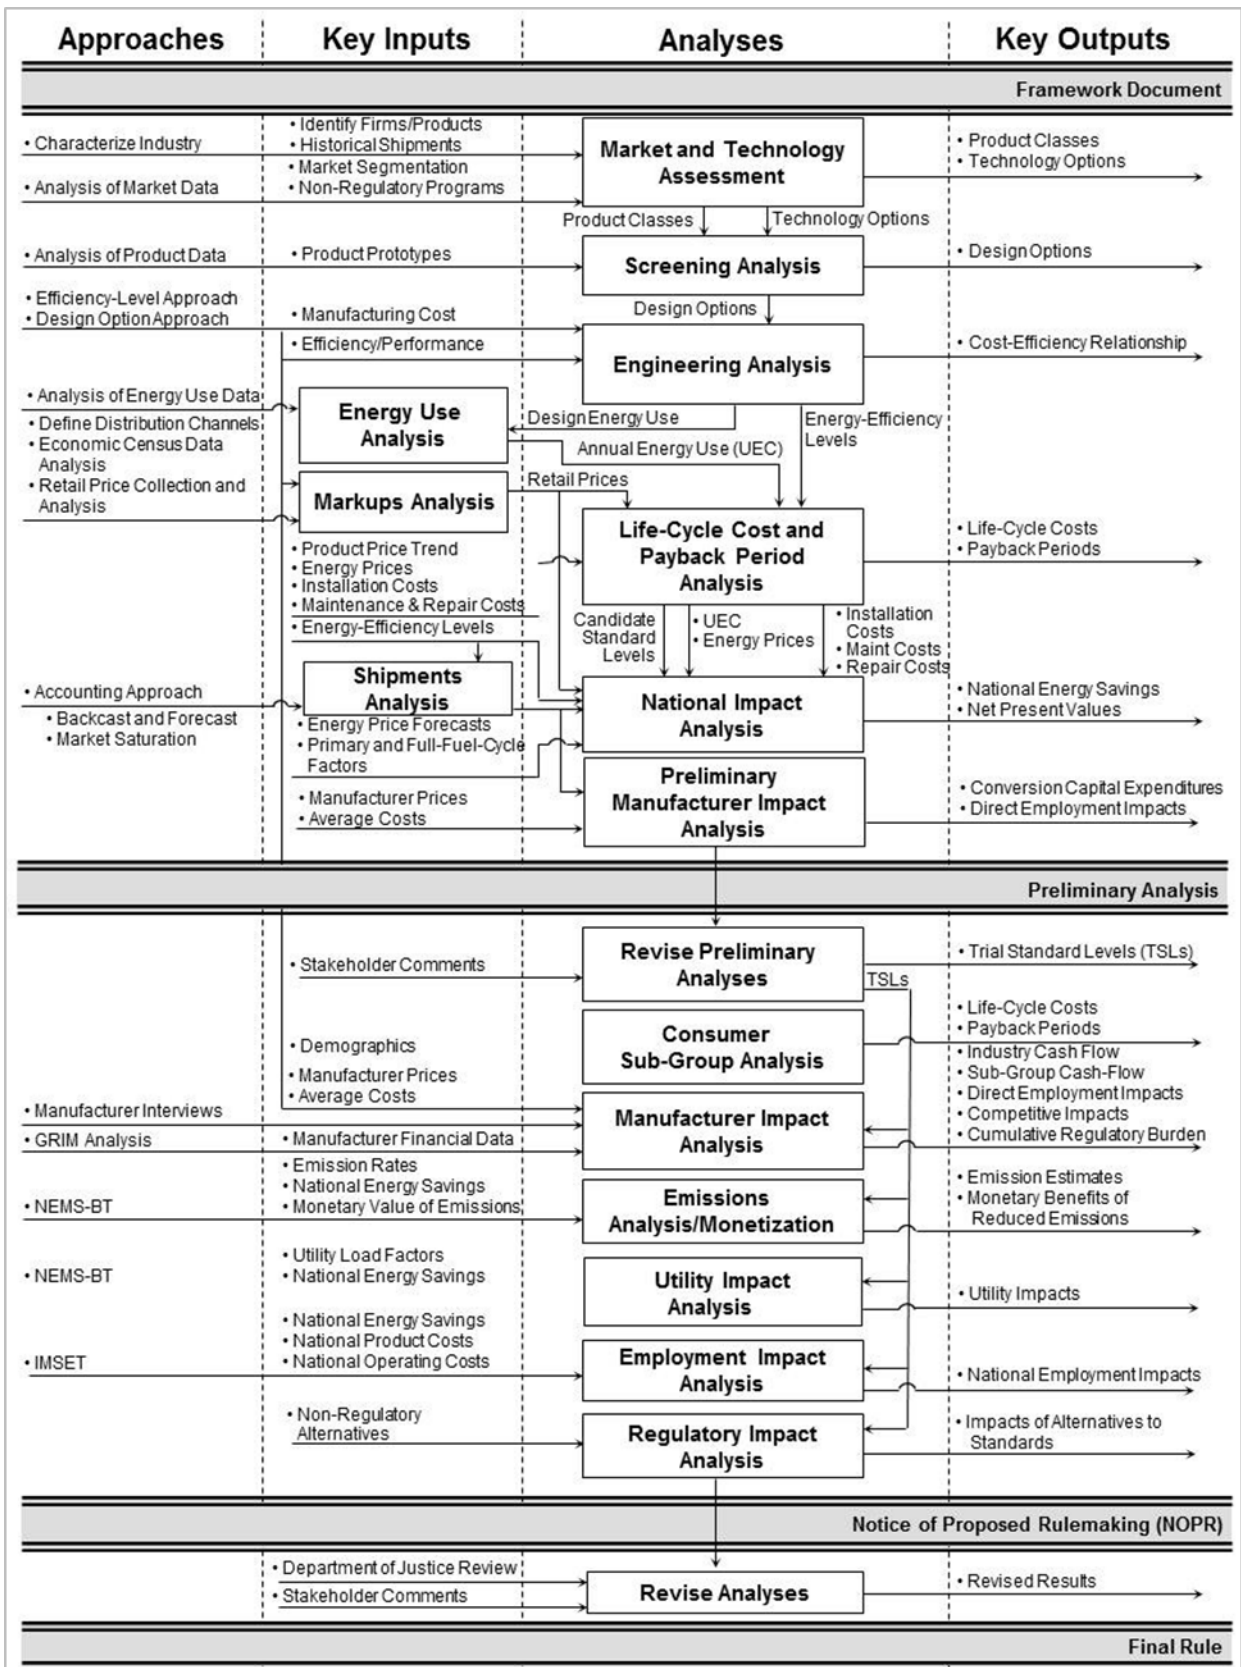 Approaches
Key Inputs
Analyses
Key Outputs
Framework Document
• Characterize Industry
• Analysis of Market Data
• Identify Firms/Products
• Historical Shipments
• Market Segmentation
• Non-Regulatory Programs
Market and Technology
Assessment
• Product Classes
• Technology Options
Product Classes
Technology Options
• Analysis of Product Data
• Product Prototypes
Screening Analysis
• Design Options
• Efficiency-Level Approach
• Design Option Approach
Design Options
• Manufacturing Cost
• Efficiency/Performance
Engineering Analysis
• Cost-Efficiency Relationship
• Analysis of Energy Use Data
• Define Distribution Channels
• Economic Census Data
Analysis
• Retail Price Collection and
Analysis
Energy Use
Analysis
Design Energy Use
Energy-Efficiency
Levels
Annual Energy Use (UEC)
Markups Analysis
Retail Prices
• Product Price Trend
• Energy Prices
• Installation Costs
• Maintenance & Repair Costs
• Energy-Efficiency Levels
Life-Cycle Cost and
Payback Period
Analysis
• Life-Cycle Costs
• Payback Periods
Candidate
Standard
Levels
• UEC
• Energy Prices
• Installation
Costs
• Maint Costs
• Repair Costs
• Accounting Approach
• Backcast and Forecast
• Market Saturation
Shipments
Analysis
• Energy Price Forecasts
• Primary and Full-Fuel-Cycle
Factors
National Impact
Analysis
• National Energy Savings
• Net Present Values
• Manufacturer Prices
• Average Costs
Preliminary
Manufacturer Impact
Analysis
• Conversion Capital Expenditures
• Direct Employment Impacts
Preliminary Analysis
• Stakeholder Comments
Revise Preliminary
Analyses
• Trial Standard Levels (TSLs)
TSLs
• Demographics
Consumer
Sub-Group Analysis
• Life-Cycle Costs
• Payback Periods
• Manufacturer Interviews
• GRIM Analysis
• Manufacturer Prices
• Average Costs
• Manufacturer Financial Data
Manufacturer Impact
Analysis
• Industry Cash Flow
• Sub-Group Cash-Flow
• Direct Employment Impacts
• Competitive Impacts
• Cumulative Regulatory Burden
• NEMS-BT
• Emission Rates
• National Energy Savings
• Monetary Value of Emissions
Emissions
Analysis/Monetization
• Emission Estimates
• Monetary Benefits of
Reduced Emissions
• NEMS-BT
• Utility Load Factors
• National Energy Savings
Utility Impact
Analysis
• Utility Impacts
• IMSET
• National Energy Savings
• National Product Costs
• National Operating Costs
Employment Impact
Analysis
• National Employment Impacts
• Non-Regulatory
Alternatives
Regulatory Impact
Analysis
• Impacts of Alternatives to
Standards
Notice of Proposed Rulemaking (NOPR)
• Department of Justice Review
• Stakeholder Comments
Revise Analyses
• Revised Results
Final Rule